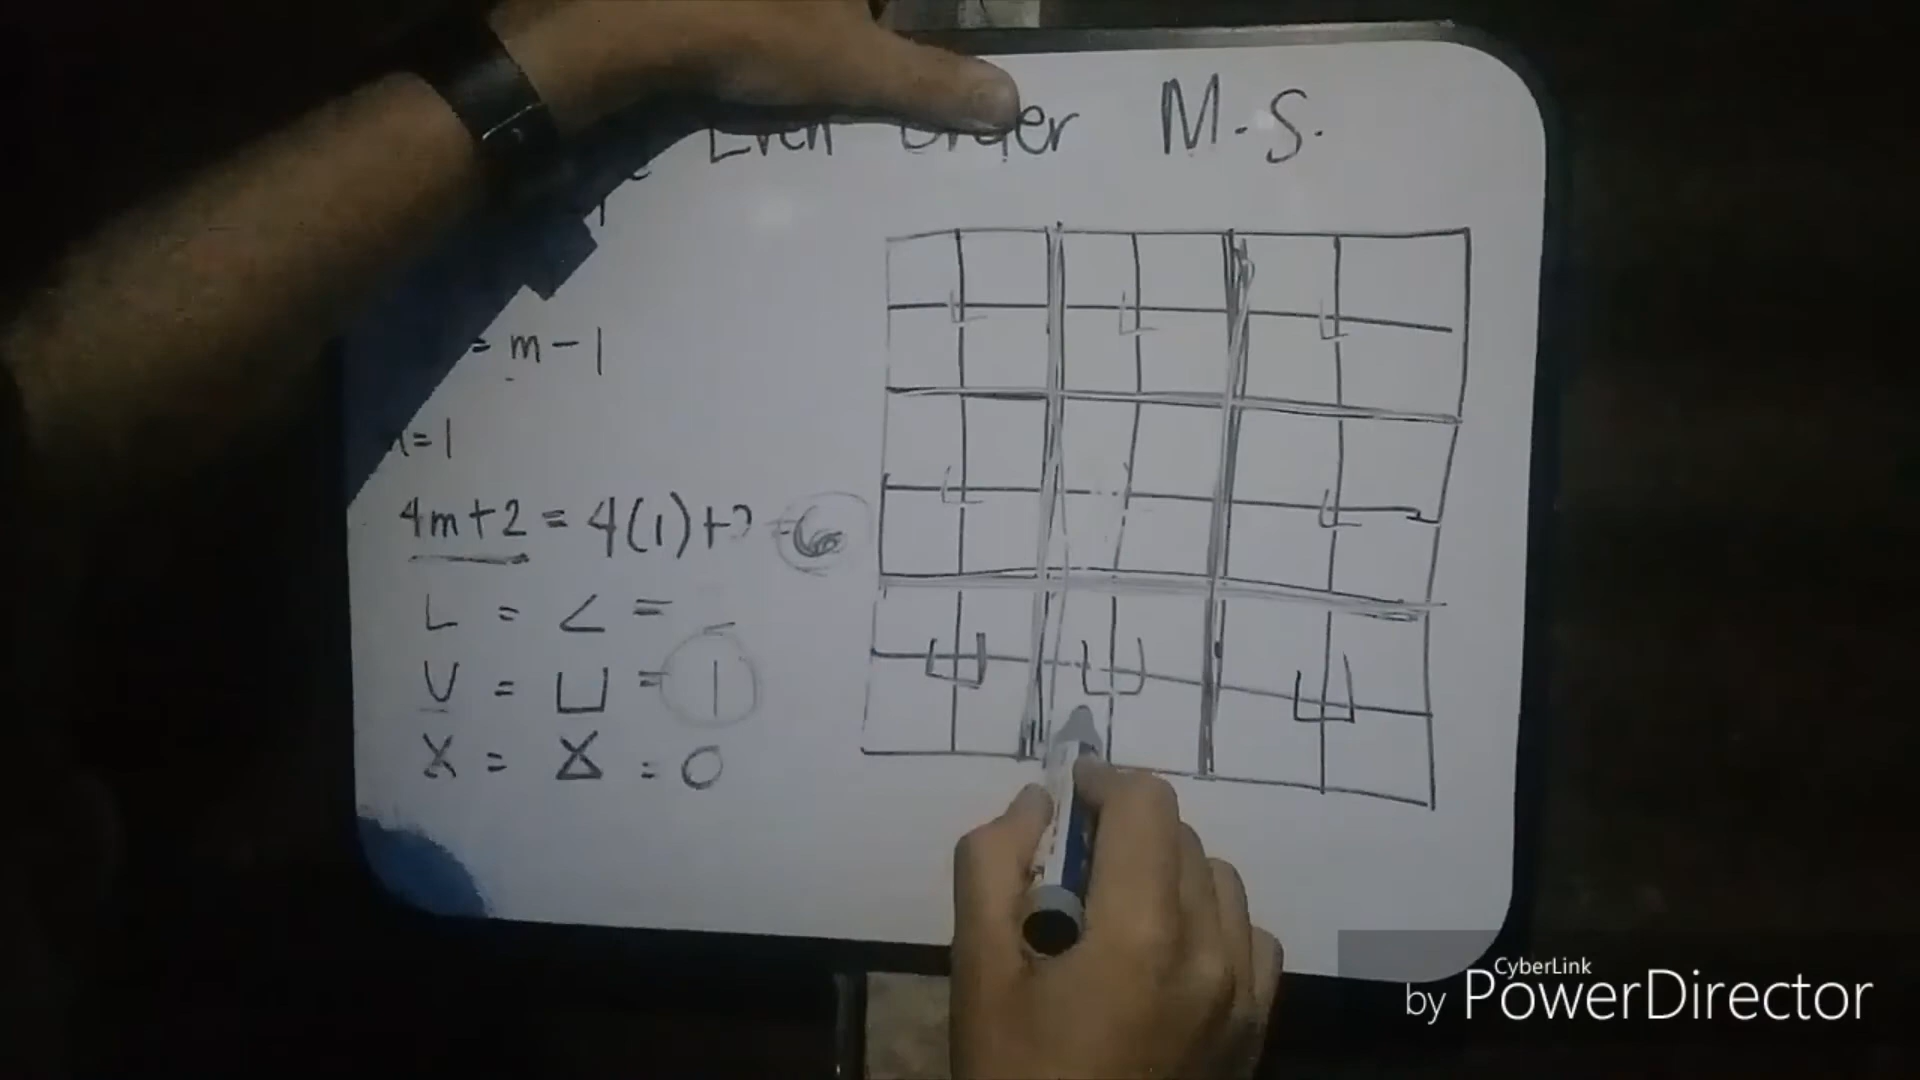 Even Order M.S.
= m-1
=1
4m+2 = 4(1)+2 = 6
L = L =
U = U = 1
X = X = 0
CyberLink
by PowerDirector